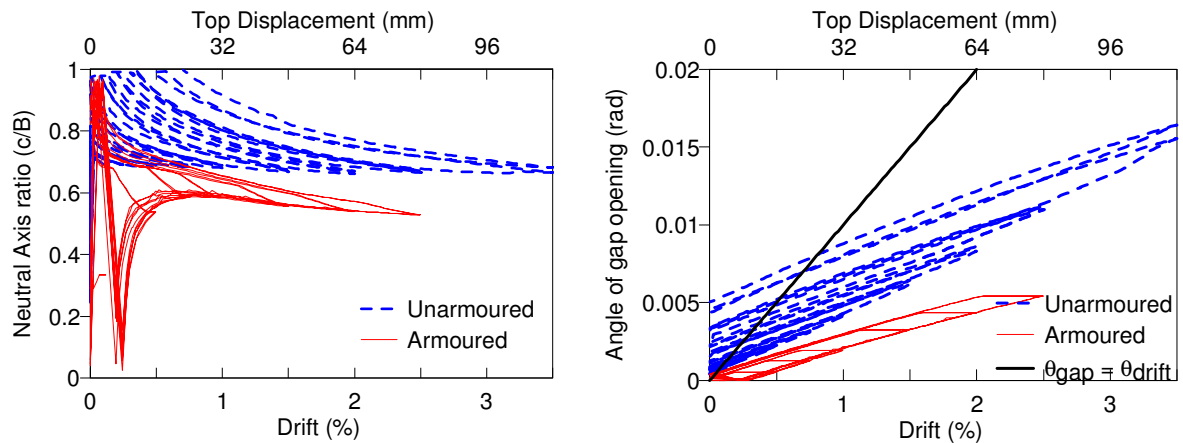 Top Displacement (mm)
0 32 64 96
1
0.8
0.6
0.4
0.2
0
Neutral Axis ratio (c/B)
Unarmoured
Armoured
0 1 2 3
Drift (%)
Top Displacement (mm)
0 32 64 96
0.02
0.015
0.01
0.005
0
Angle of gap opening (rad)
Unarmoured
Armoured
θgap = θdrift
0 1 2 3
Drift (%)